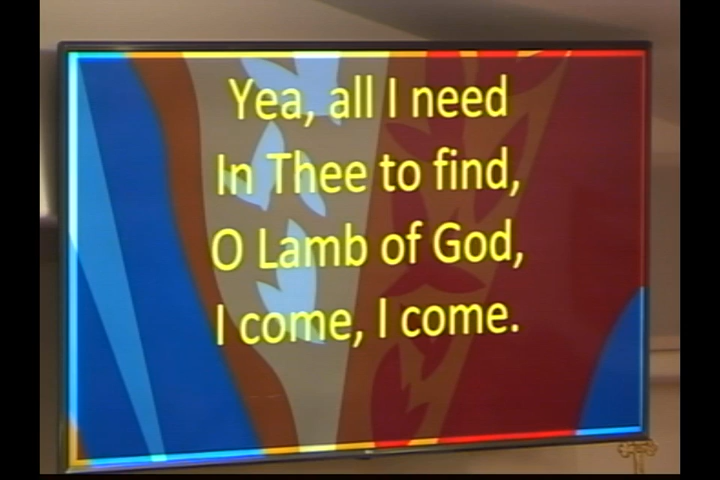 Yea, all I need
In Thee to find,
O Lamb of God,
I come, I come.